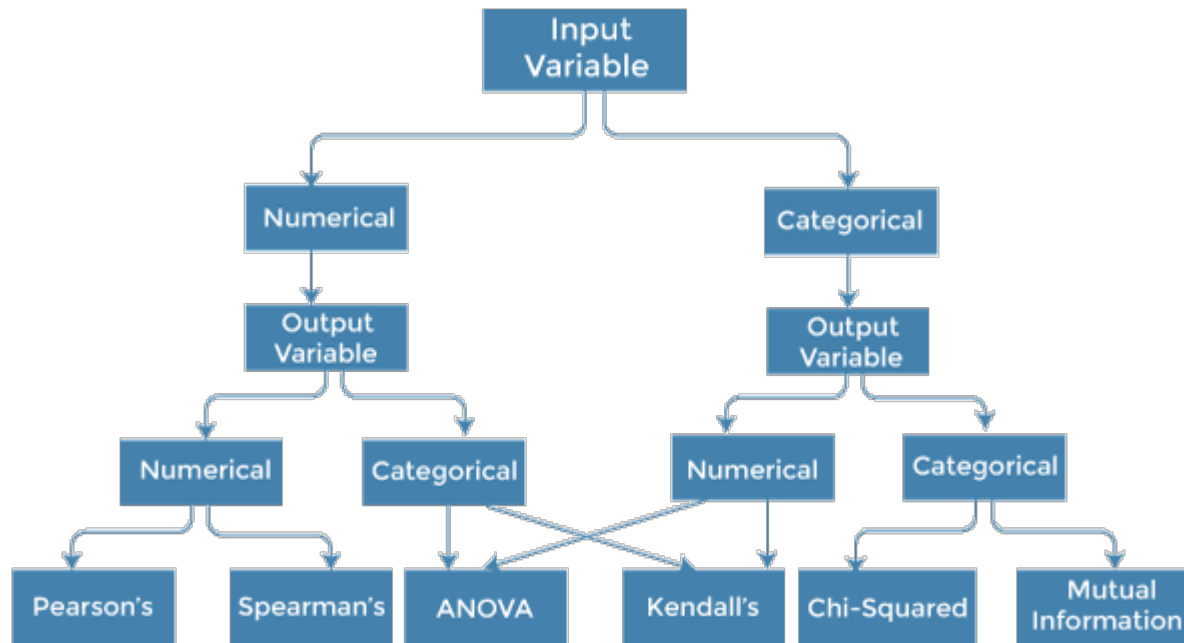 Input
Variable
Numerical
Categorical
Output
Variable
Output
Variable
Numerical
Categorical
Numerical
Categorical
Pearson's
Spearman's
ANOVA
Kendall's
Chi-Squared
Mutual
Information